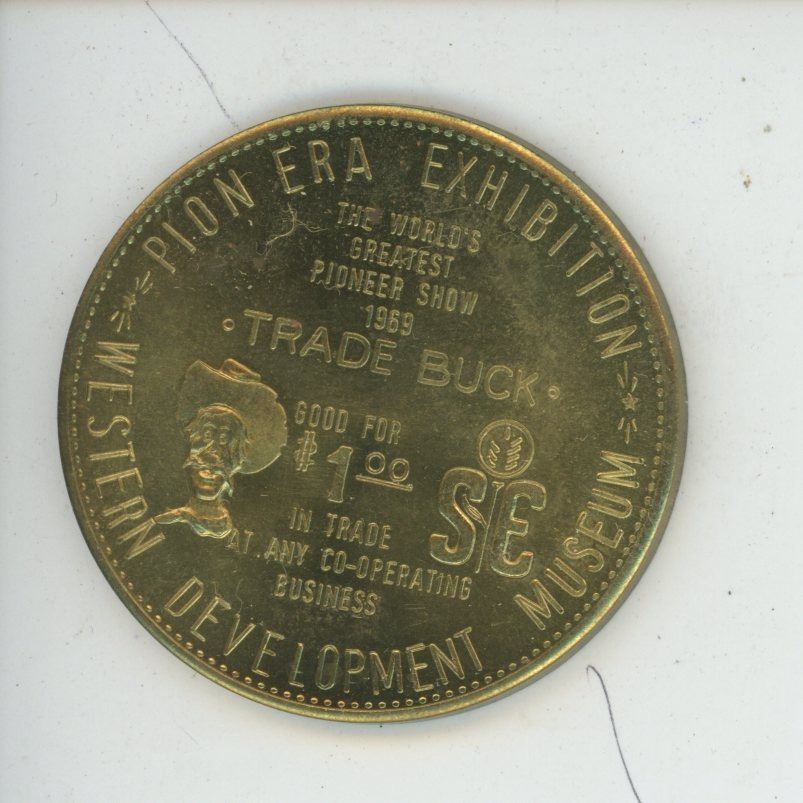 PION ERA EXHIBITION
THE WORLD'S
GREATEST
PIONEER SHOW
1969
• TRADE BUCK •
GOOD FOR
$1.00
IN TRADE
AT ANY CO-OPERATING
BUSINESS
SIE
WESTERN DEVELOPMENT MUSEUM